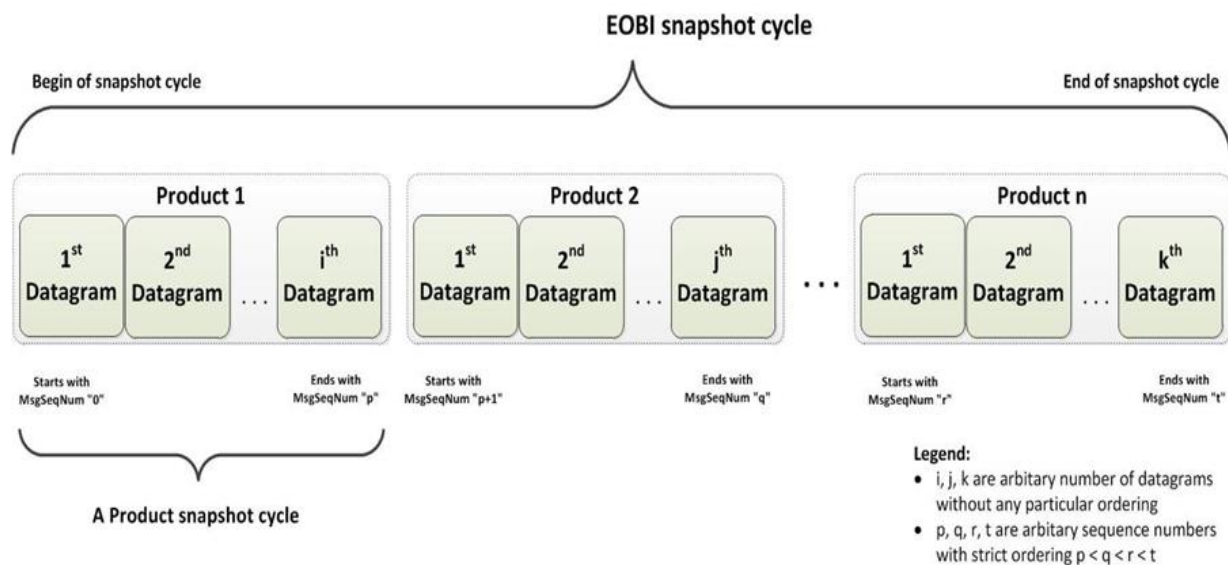 EOBI snapshot cycle
Begin of snapshot cycle
End of snapshot cycle
Product 1
Product 2
Product n
1st
Datagram
2nd
Datagram
...
ith
Datagram
1st
Datagram
2nd
Datagram
...
jth
Datagram
...
1st
Datagram
2nd
Datagram
...
kth
Datagram
Starts with
MsgSeqNum "0"
Ends with
MsgSeqNum "p"
Starts with
MsgSeqNum "p+1"
Ends with
MsgSeqNum "q"
Starts with
MsgSeqNum "r"
Ends with
MsgSeqNum "t"
A Product snapshot cycle
Legend:
• i, j, k are arbitary number of datagrams
without any particular ordering
• p, q, r, t are arbitary sequence numbers
with strict ordering p < q < r < t